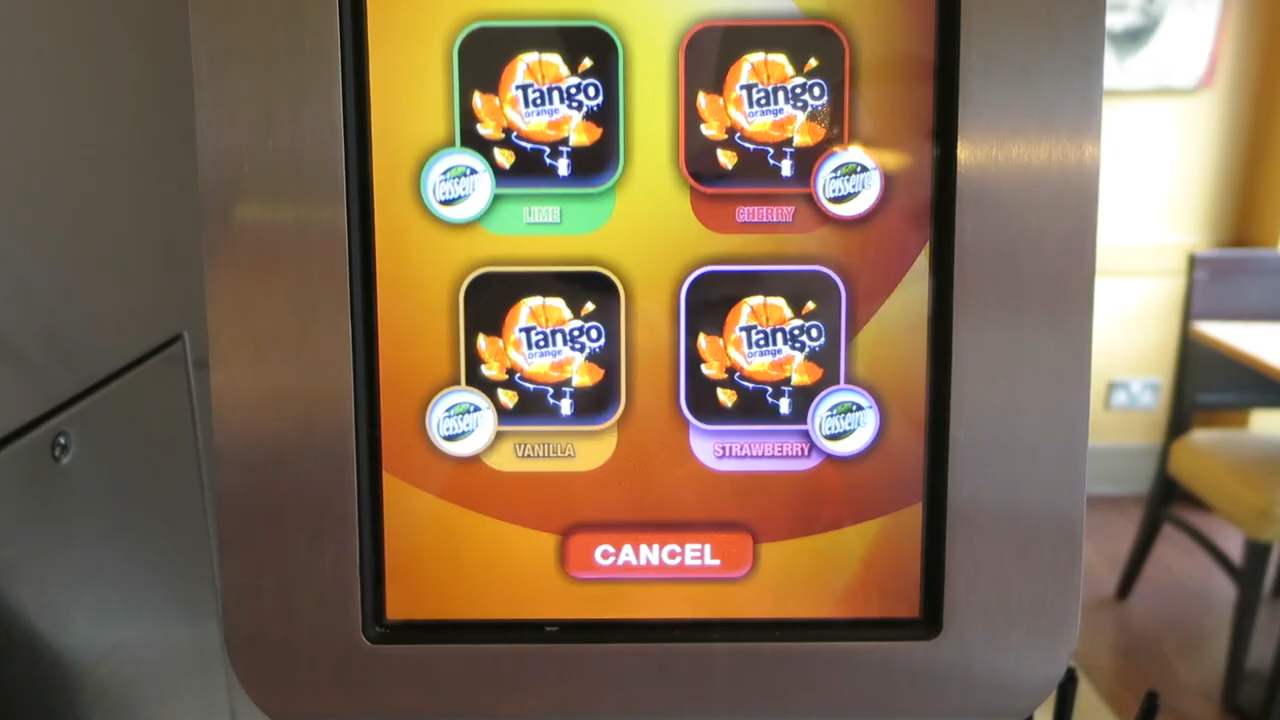 Tango
orange
Teisseire
LIME
Tango
orange
Teisseire
CHERRY
Tango
orange
Teisseire
VANILLA
Tango
orange
Teisseire
STRAWBERRY
CANCEL